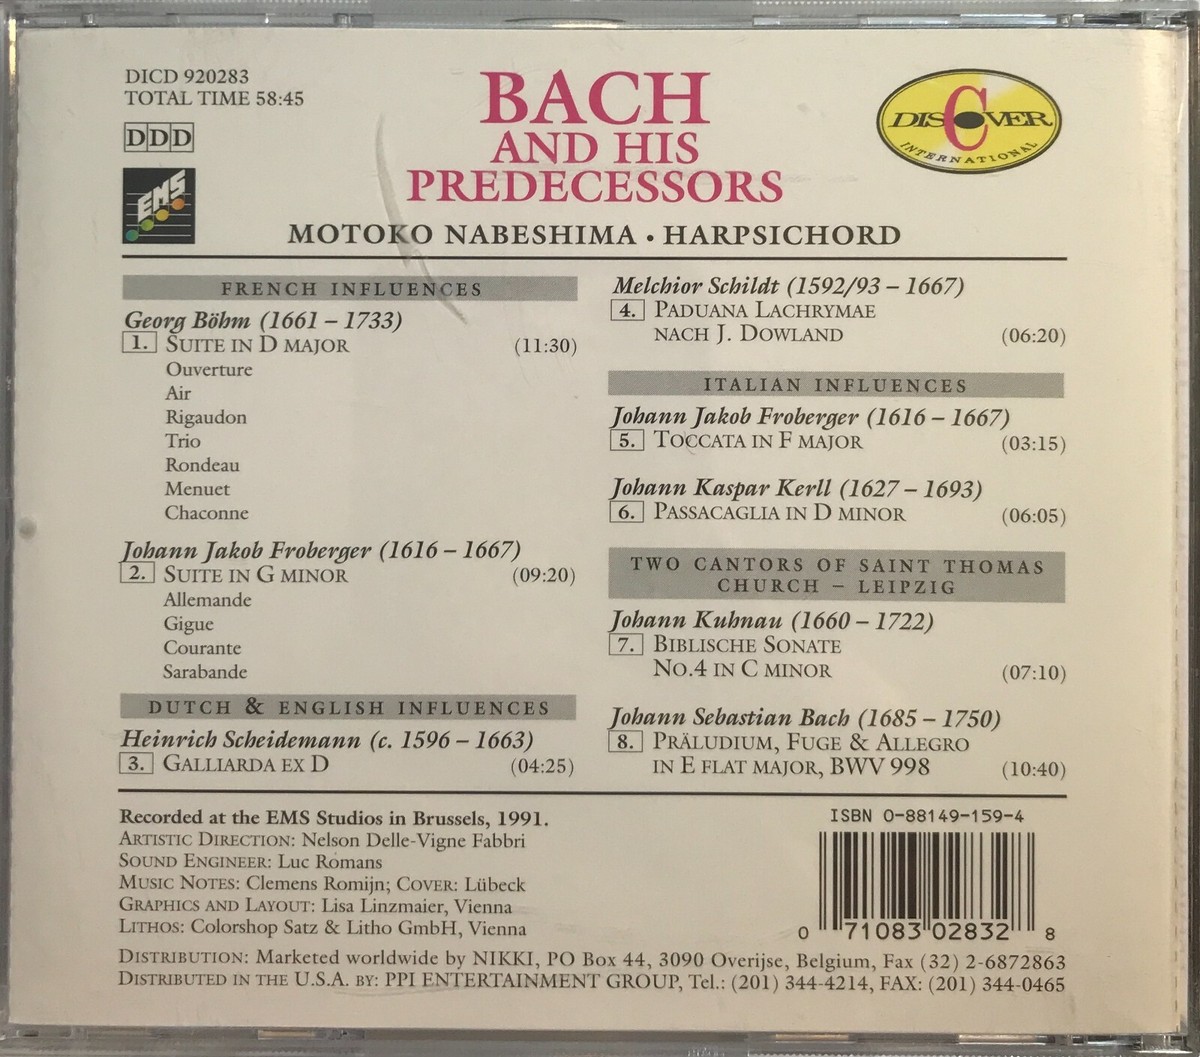 DICD 920283
TOTAL TIME 58:45
DDD
EMS
BACH
AND HIS
PREDECESSORS
MOTOKO NABESHIMA • HARPSICHORD
DISCOVER
INTERNATIONAL
FRENCH INFLUENCES
Georg Böhm (1661 – 1733)
1. SUITE IN D MAJOR (11:30)
Ouverture
Air
Rigaudon
Trio
Rondeau
Menuet
Chaconne
Johann Jakob Froberger (1616 – 1667)
2. SUITE IN G MINOR (09:20)
Allemande
Gigue
Courante
Sarabande
DUTCH & ENGLISH INFLUENCES
Heinrich Scheidemann (c. 1596 – 1663)
3. GALLIARDA EX D (04:25)
Melchior Schildt (1592/93 – 1667)
4. PADUANA LACHRYMAE
NACH J. DOWLAND (06:20)
ITALIAN INFLUENCES
Johann Jakob Froberger (1616 – 1667)
5. TOCCATA IN F MAJOR (03:15)
Johann Kaspar Kerll (1627 – 1693)
6. PASSACAGLIA IN D MINOR (06:05)
TWO CANTORS OF SAINT THOMAS
CHURCH – LEIPZIG
Johann Kuhnau (1660 – 1722)
7. BIBLISCHE SONATE
NO.4 IN C MINOR (07:10)
Johann Sebastian Bach (1685 – 1750)
8. PRÄLUDIUM, FUGE & ALLEGRO
IN E FLAT MAJOR, BWV 998 (10:40)
Recorded at the EMS Studios in Brussels, 1991.
ARTISTIC DIRECTION: Nelson Delle-Vigne Fabbri
SOUND ENGINEER: Luc Romans
MUSIC NOTES: Clemens Romijn; COVER: Lübeck
GRAPHICS AND LAYOUT: Lisa Linzmaier, Vienna
LITHOS: Colorshop Satz & Litho GmbH, Vienna
ISBN 0-88149-159-4
0 71083 02832 8
DISTRIBUTION: Marketed worldwide by NIKKI, PO Box 44, 3090 Overijse, Belgium, Fax (32) 2-6872863
DISTRIBUTED IN THE U.S.A. BY: PPI ENTERTAINMENT GROUP, Tel.: (201) 344-4214, FAX: (201) 344-0465